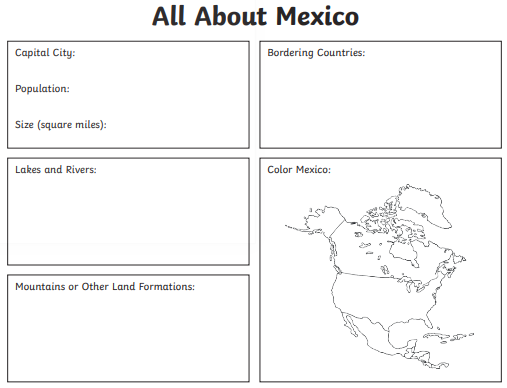 All About Mexico
Capital City:
Population:
Size (square miles):
Bordering Countries:
Lakes and Rivers:
Color Mexico:
Mountains or Other Land Formations: